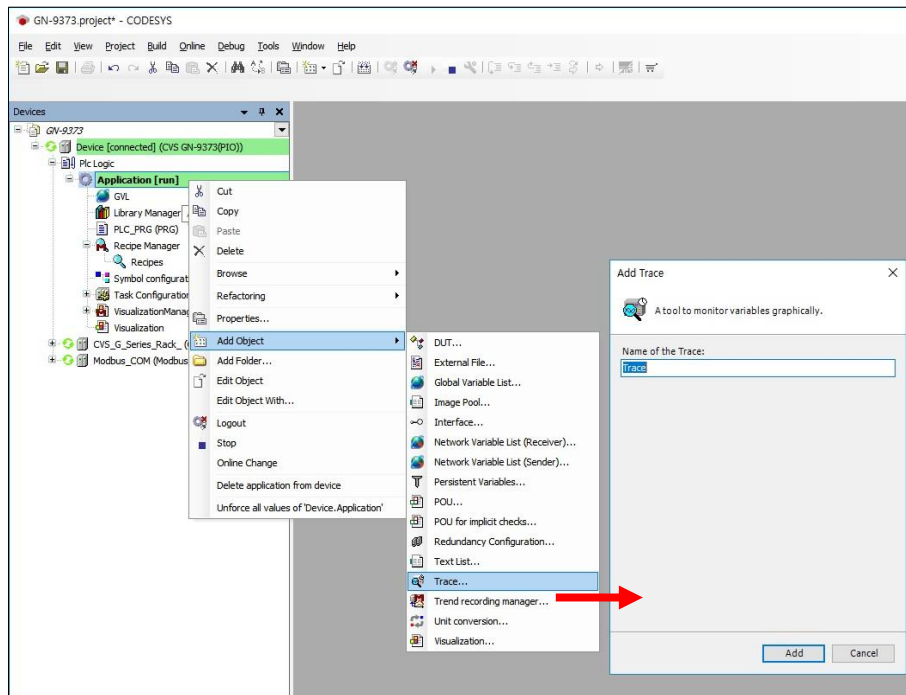 GN-9373.project* - CODESYS
File Edit View Project Build Online Debug Tools Window Help
Devices
GN-9373
Device [connected] (CVS GN-9373(PIO))
Plc Logic
Application [run]
GVL
Library Manager
PLC_PRG (PRG)
Recipe Manager
Recipes
Symbol configurat
Task Configuration
VisualizationManag
Visualization
CVS_G_Series_Rack_
Modbus_COM (Modbus
Cut
Copy
Paste
Delete
Browse
Refactoring
Properties...
Add Object
Add Folder...
Edit Object
Edit Object With...
Logout
Stop
Online Change
Delete application from device
Unforce all values of 'Device.Application'
DUT...
External File...
Global Variable List...
Image Pool...
Interface...
Network Variable List (Receiver)...
Network Variable List (Sender)...
Persistent Variables...
POU...
POU for implicit checks...
Redundancy Configuration...
Text List...
Trace...
Trend recording manager...
Unit conversion...
Visualization...
Add Trace
A tool to monitor variables graphically.
Name of the Trace:
Trace
Add Cancel